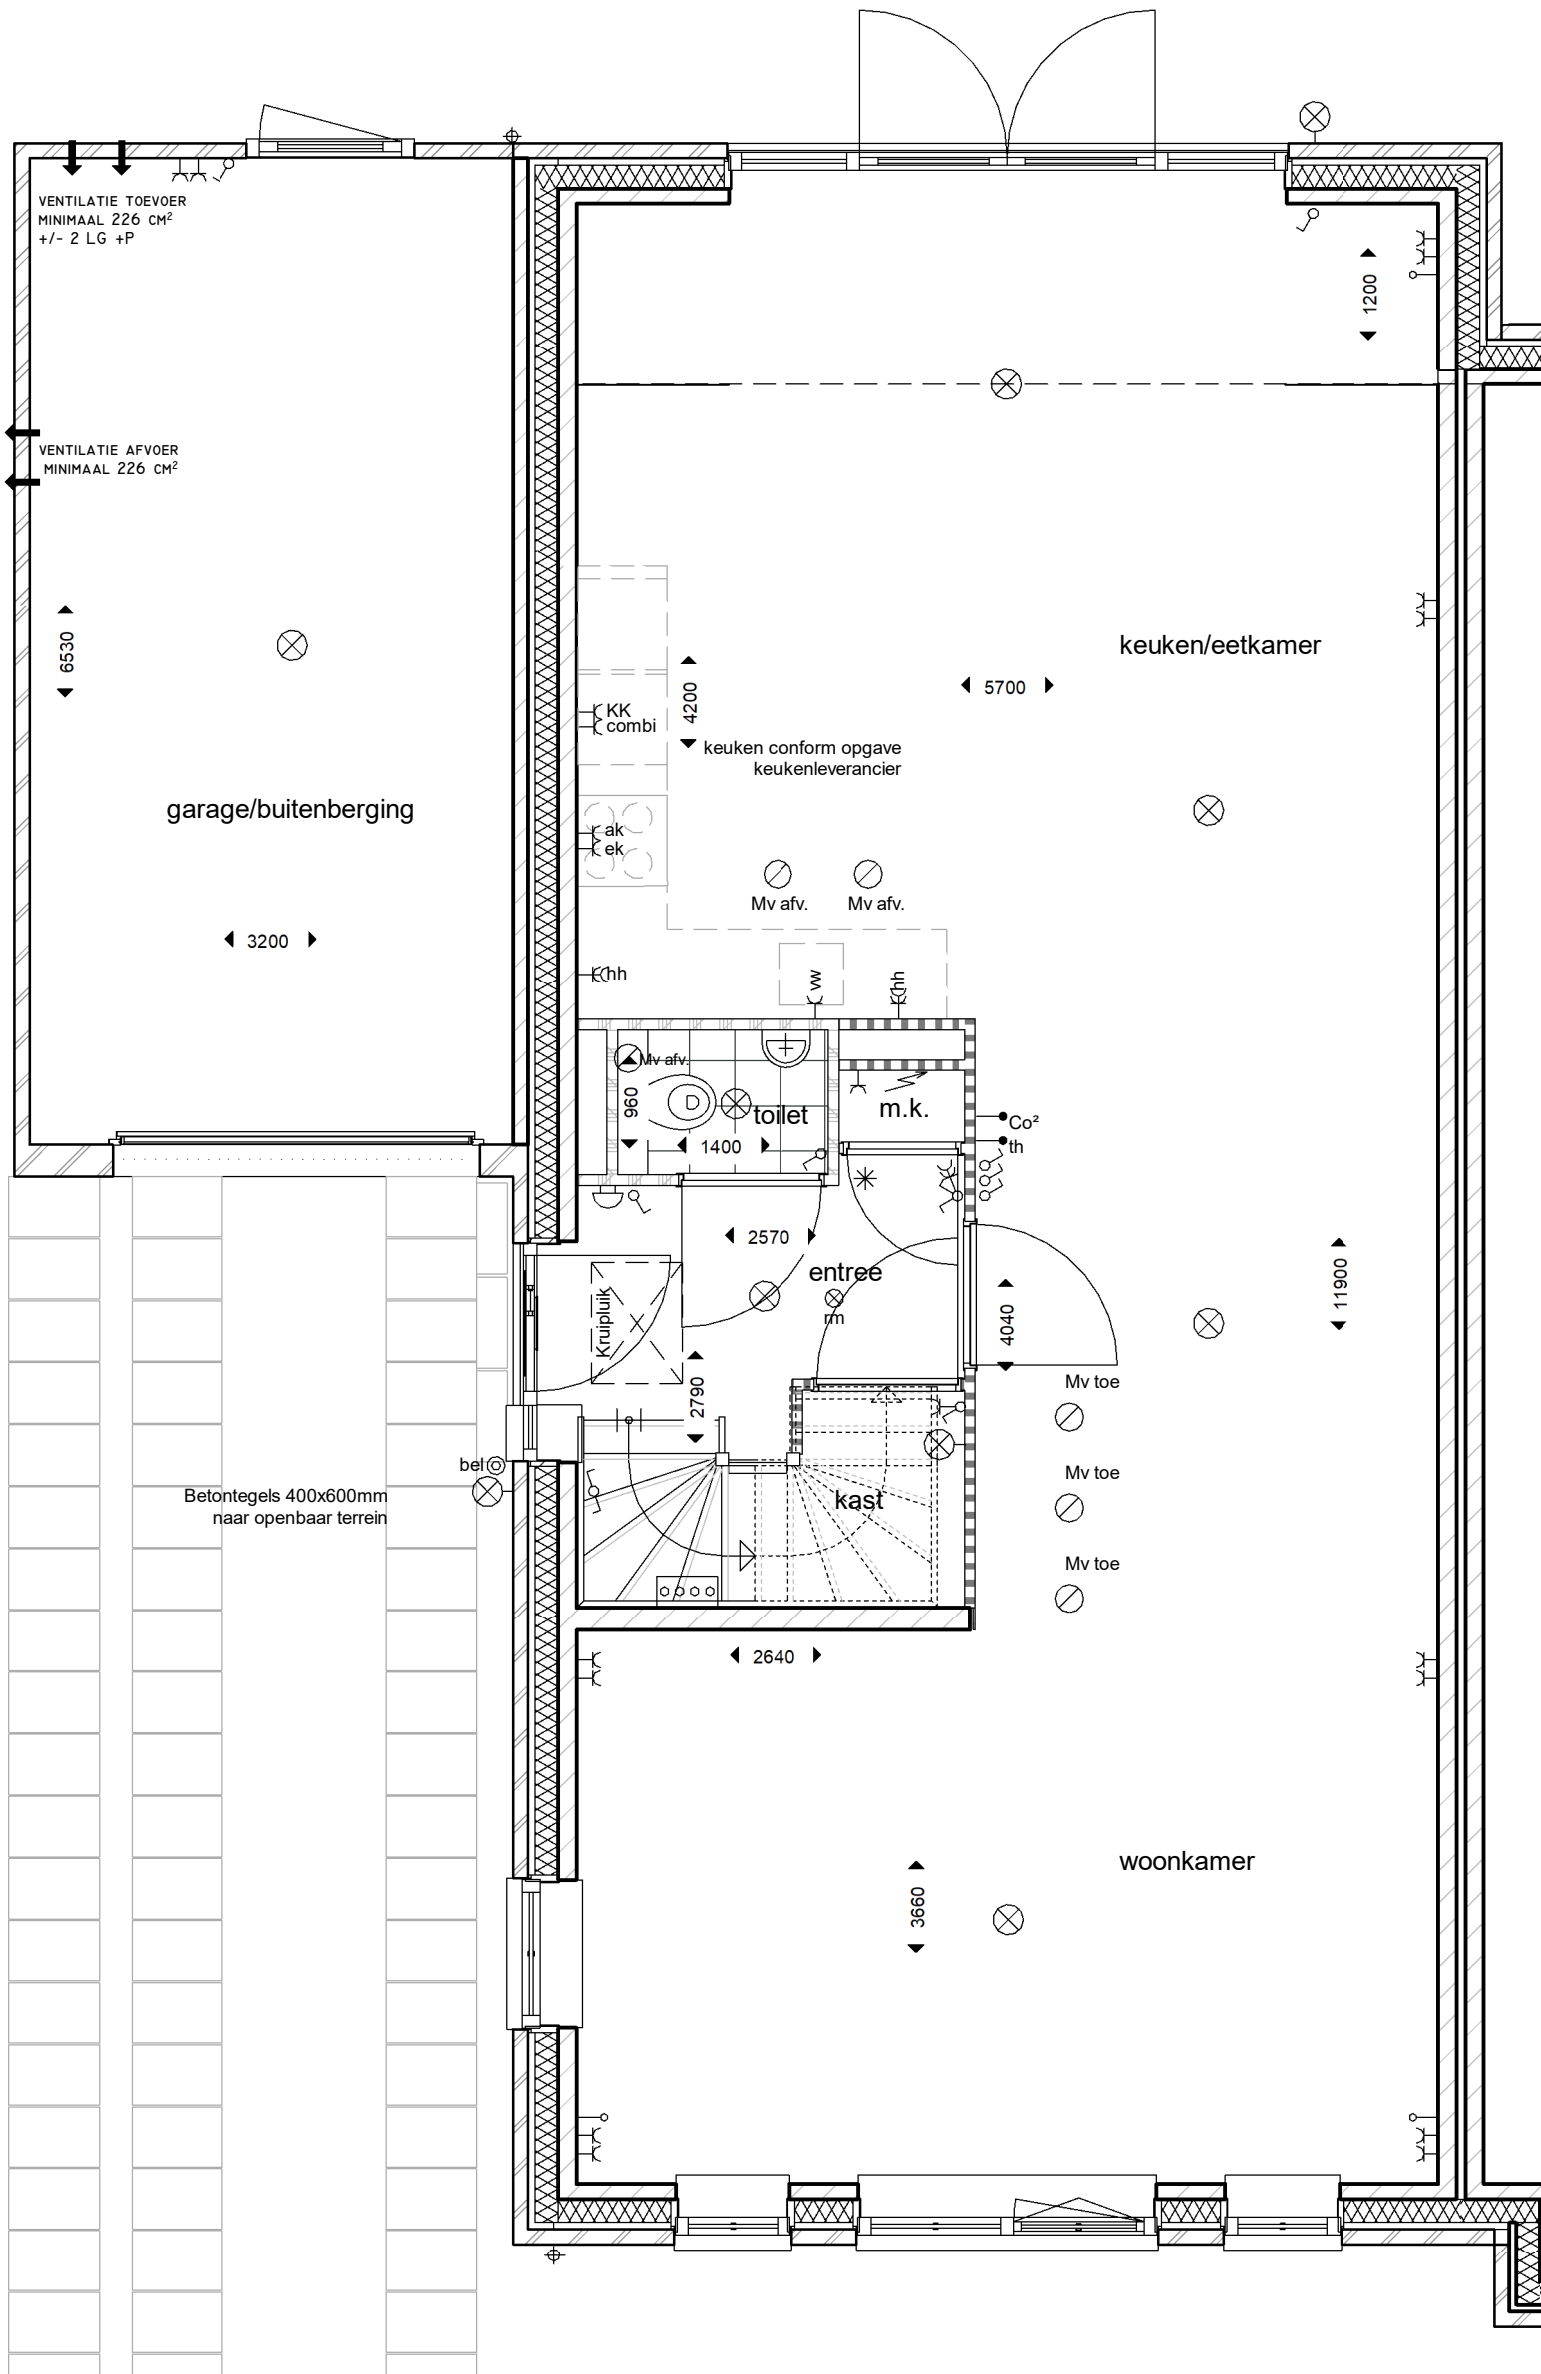 VENTILATIE TOEVOER
MINIMAAL 226 CM²
+/- 2 LG +P
1200
VENTILATIE AFVOER
MINIMAAL 226 CM²
6530
keuken/eetkamer
5700
4200
KK
combi
keuken conform opgave
keukenleverancier
garage/buitenberging
ak
ek
Mv afv.
Mv afv.
3200
hh
vw
hh
Mv afv.
960
toilet
m.k.
1400
Co²
th
2570
entree
rm
Kruipluik
4040
11900
2790
Mv toe
bel
Mv toe
Betontegels 400x600mm
naar openbaar terrein
kast
Mv toe
2640
woonkamer
3660